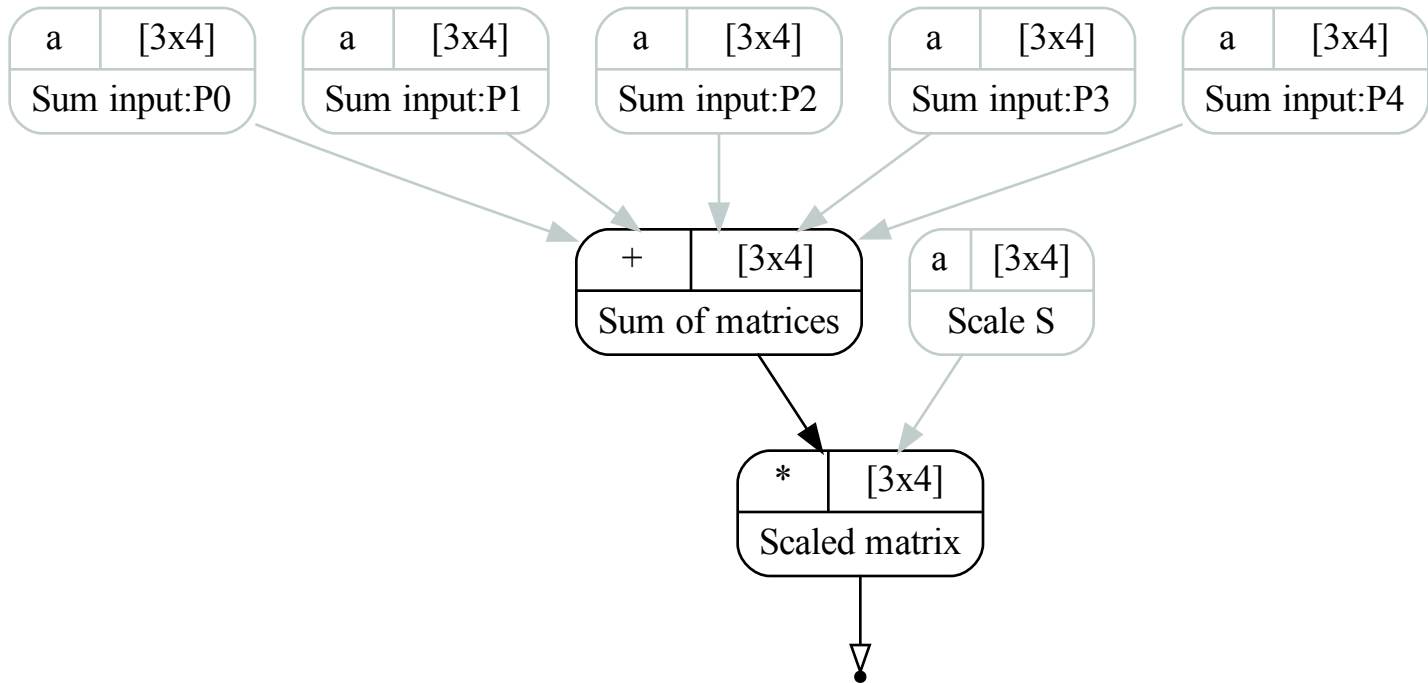 a [3x4]
Sum input:P0
a [3x4]
Sum input:P1
a [3x4]
Sum input:P2
a [3x4]
Sum input:P3
a [3x4]
Sum input:P4
+ [3x4]
Sum of matrices
a [3x4]
Scale S
* [3x4]
Scaled matrix